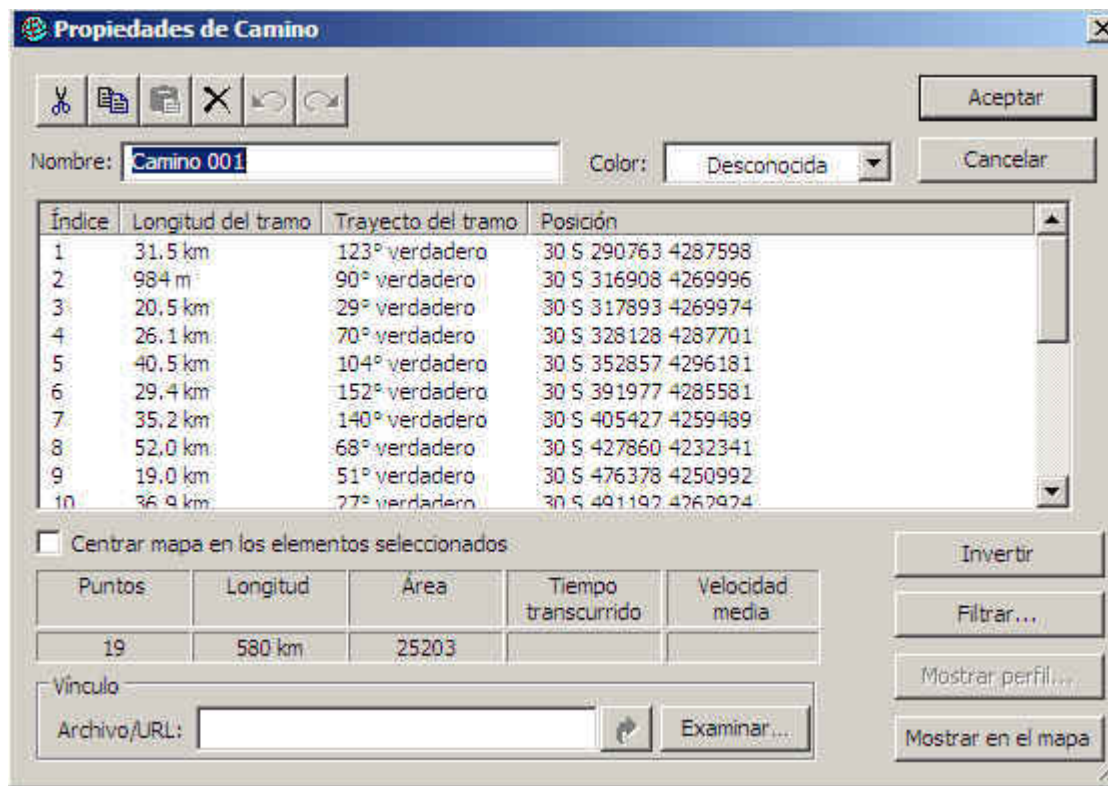 Propiedades de Camino
Aceptar
Nombre: Camino 001 Color: Desconocida Cancelar
Índice Longitud del tramo Trayecto del tramo Posición
1 31.5 km 123° verdadero 30 S 290763 4287598
2 984 m 90° verdadero 30 S 316908 4269996
3 20.5 km 29° verdadero 30 S 317893 4269974
4 26.1 km 70° verdadero 30 S 328128 4287701
5 40.5 km 104° verdadero 30 S 352857 4296181
6 29.4 km 152° verdadero 30 S 391977 4285581
7 35.2 km 140° verdadero 30 S 405427 4259489
8 52.0 km 68° verdadero 30 S 427860 4232341
9 19.0 km 51° verdadero 30 S 476378 4250992
10 36.9 km 27° verdadero 30 S 491192 4262924
Centrar mapa en los elementos seleccionados
Invertir
Puntos Longitud Área Tiempo transcurrido Velocidad media
Filtrar...
19 580 km 25203
Mostrar perfil...
Vínculo
Archivo/URL: Examinar...
Mostrar en el mapa